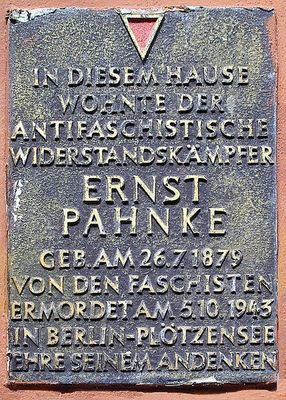 IN DIESEM HAUSE
WOHNTE DER
ANTIFASCHISTISCHE
WIDERSTANDSKÄMPFER
ERNST
PAHNKE
GEB. AM 26.7.1879
VON DEN FASCHISTEN
ERMORDET AM 5.10.1943
IN BERLIN-PLÖTZENSEE
EHRE SEINEM ANDENKEN